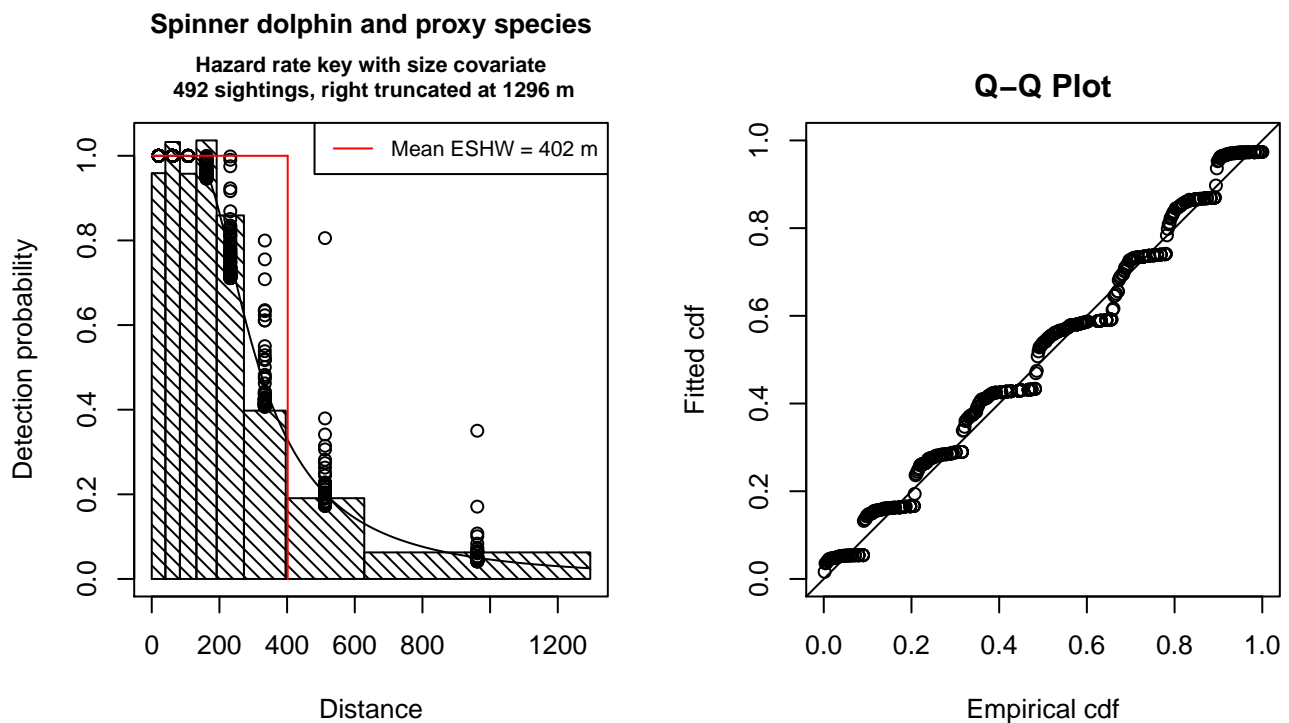 Spinner dolphin and proxy species
Hazard rate key with size covariate
492 sightings, right truncated at 1296 m
Mean ESHW = 402 m
Detection probability
0.0 0.2 0.4 0.6 0.8 1.0
0 200 400 600 800 1200
Distance
Q−Q Plot
Fitted cdf
0.0 0.2 0.4 0.6 0.8 1.0
0.0 0.2 0.4 0.6 0.8 1.0
Empirical cdf